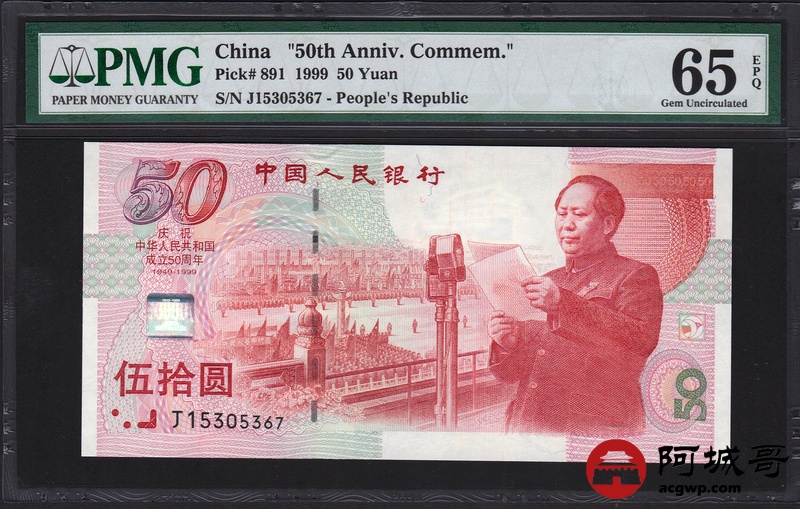 PMG
PAPER MONEY GUARANTY
China "50th Anniv. Commem."
Pick# 891 1999 50 Yuan
S/N J15305367 - People's Republic
65
EPQ
Gem Uncirculated
50
中国人民银行
庆祝
中华人民共和国
成立50周年
1949-1999
伍拾圆
J15305367
50
阿城哥
acgwp.com